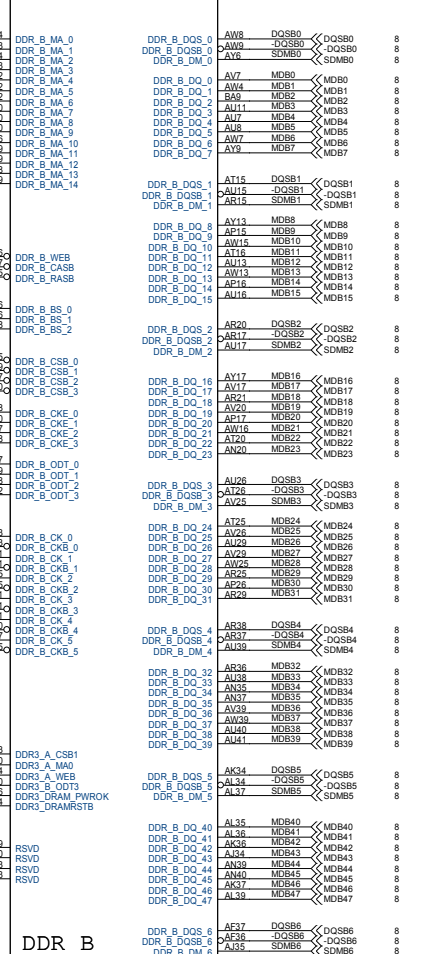 DDR_B_MA_0
DDR_B_MA_1
DDR_B_MA_2
DDR_B_MA_3
DDR_B_MA_4
DDR_B_MA_5
DDR_B_MA_6
DDR_B_MA_7
DDR_B_MA_8
DDR_B_MA_9
DDR_B_MA_10
DDR_B_MA_11
DDR_B_MA_12
DDR_B_MA_13
DDR_B_MA_14
DDR_B_WEB
DDR_B_CASB
DDR_B_RASB
DDR_B_BS_0
DDR_B_BS_1
DDR_B_BS_2
DDR_B_CSB_0
DDR_B_CSB_1
DDR_B_CSB_2
DDR_B_CSB_3
DDR_B_CKE_0
DDR_B_CKE_1
DDR_B_CKE_2
DDR_B_CKE_3
DDR_B_ODT_0
DDR_B_ODT_1
DDR_B_ODT_2
DDR_B_ODT_3
DDR_B_CK_0
DDR_B_CKB_0
DDR_B_CK_1
DDR_B_CKB_1
DDR_B_CK_2
DDR_B_CKB_2
DDR_B_CK_3
DDR_B_CKB_3
DDR_B_CK_4
DDR_B_CKB_4
DDR_B_CK_5
DDR_B_CKB_5
DDR3_A_CSB1
DDR3_A_MA0
DDR3_A_WEB
DDR3_B_ODT3
DDR3_DRAM_PWROK
DDR3_DRAMRSTB
RSVD
RSVD
RSVD
RSVD
DDR B
DDR_B_DQS_0 AW8 DQSB0 DQSB0 8
DDR_B_DQSB_0 AW9 -DQSB0 -DQSB0 8
DDR_B_DM_0 AY6 SDMB0 SDMB0 8
DDR_B_DQ_0 AV7 MDB0 MDB0 8
DDR_B_DQ_1 AW4 MDB1 MDB1 8
DDR_B_DQ_2 BA9 MDB2 MDB2 8
DDR_B_DQ_3 AU11 MDB3 MDB3 8
DDR_B_DQ_4 AU7 MDB4 MDB4 8
DDR_B_DQ_5 AU8 MDB5 MDB5 8
DDR_B_DQ_6 AW7 MDB6 MDB6 8
DDR_B_DQ_7 AY9 MDB7 MDB7 8
DDR_B_DQS_1 AT15 DQSB1 DQSB1 8
DDR_B_DQSB_1 AU15 -DQSB1 -DQSB1 8
DDR_B_DM_1 AR15 SDMB1 SDMB1 8
DDR_B_DQ_8 AY13 MDB8 MDB8 8
DDR_B_DQ_9 AP15 MDB9 MDB9 8
DDR_B_DQ_10 AW15 MDB10 MDB10 8
DDR_B_DQ_11 AT16 MDB11 MDB11 8
DDR_B_DQ_12 AU13 MDB12 MDB12 8
DDR_B_DQ_13 AW13 MDB13 MDB13 8
DDR_B_DQ_14 AP16 MDB14 MDB14 8
DDR_B_DQ_15 AU16 MDB15 MDB15 8
DDR_B_DQS_2 AR20 DQSB2 DQSB2 8
DDR_B_DQSB_2 AR17 -DQSB2 -DQSB2 8
DDR_B_DM_2 AU17 SDMB2 SDMB2 8
DDR_B_DQ_16 AY17 MDB16 MDB16 8
DDR_B_DQ_17 AV17 MDB17 MDB17 8
DDR_B_DQ_18 AR21 MDB18 MDB18 8
DDR_B_DQ_19 AV20 MDB19 MDB19 8
DDR_B_DQ_20 AP17 MDB20 MDB20 8
DDR_B_DQ_21 AW16 MDB21 MDB21 8
DDR_B_DQ_22 AT20 MDB22 MDB22 8
DDR_B_DQ_23 AN20 MDB23 MDB23 8
DDR_B_DQS_3 AU26 DQSB3 DQSB3 8
DDR_B_DQSB_3 AT26 -DQSB3 -DQSB3 8
DDR_B_DM_3 AV25 SDMB3 SDMB3 8
DDR_B_DQ_24 AT25 MDB24 MDB24 8
DDR_B_DQ_25 AV26 MDB25 MDB25 8
DDR_B_DQ_26 AU29 MDB26 MDB26 8
DDR_B_DQ_27 AV29 MDB27 MDB27 8
DDR_B_DQ_28 AW25 MDB28 MDB28 8
DDR_B_DQ_29 AR25 MDB29 MDB29 8
DDR_B_DQ_30 AP26 MDB30 MDB30 8
DDR_B_DQ_31 AR29 MDB31 MDB31 8
DDR_B_DQS_4 AR38 DQSB4 DQSB4 8
DDR_B_DQSB_4 AR37 -DQSB4 -DQSB4 8
DDR_B_DM_4 AU39 SDMB4 SDMB4 8
DDR_B_DQ_32 AR36 MDB32 MDB32 8
DDR_B_DQ_33 AU38 MDB33 MDB33 8
DDR_B_DQ_34 AN35 MDB34 MDB34 8
DDR_B_DQ_35 AN37 MDB35 MDB35 8
DDR_B_DQ_36 AV39 MDB36 MDB36 8
DDR_B_DQ_37 AW39 MDB37 MDB37 8
DDR_B_DQ_38 AU40 MDB38 MDB38 8
DDR_B_DQ_39 AU41 MDB39 MDB39 8
DDR_B_DQS_5 AK34 DQSB5 DQSB5 8
DDR_B_DQSB_5 AL34 -DQSB5 -DQSB5 8
DDR_B_DM_5 AL37 SDMB5 SDMB5 8
DDR_B_DQ_40 AL35 MDB40 MDB40 8
DDR_B_DQ_41 AL36 MDB41 MDB41 8
DDR_B_DQ_42 AK36 MDB42 MDB42 8
DDR_B_DQ_43 AJ34 MDB43 MDB43 8
DDR_B_DQ_44 AN39 MDB44 MDB44 8
DDR_B_DQ_45 AN40 MDB45 MDB45 8
DDR_B_DQ_46 AK37 MDB46 MDB46 8
DDR_B_DQ_47 AL39 MDB47 MDB47 8
DDR_B_DQS_6 AF37 DQSB6 DQSB6 8
DDR_B_DQSB_6 AF36 -DQSB6 -DQSB6 8
DDR_B_DM_6 AJ35 SDMB6 SDMB6 8